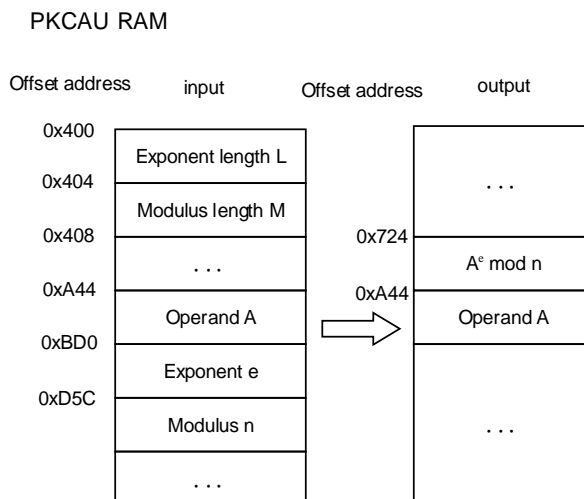 PKCAU RAM
Offset address input Offset address output
0x400
Exponent length L
. . .
0x404
Modulus length M
0x408
0x724
. . .
A^e mod n
0xA44
0xA44
Operand A
Operand A
0xBD0
Exponent e
0xD5C
Modulus n
. . .
. . .